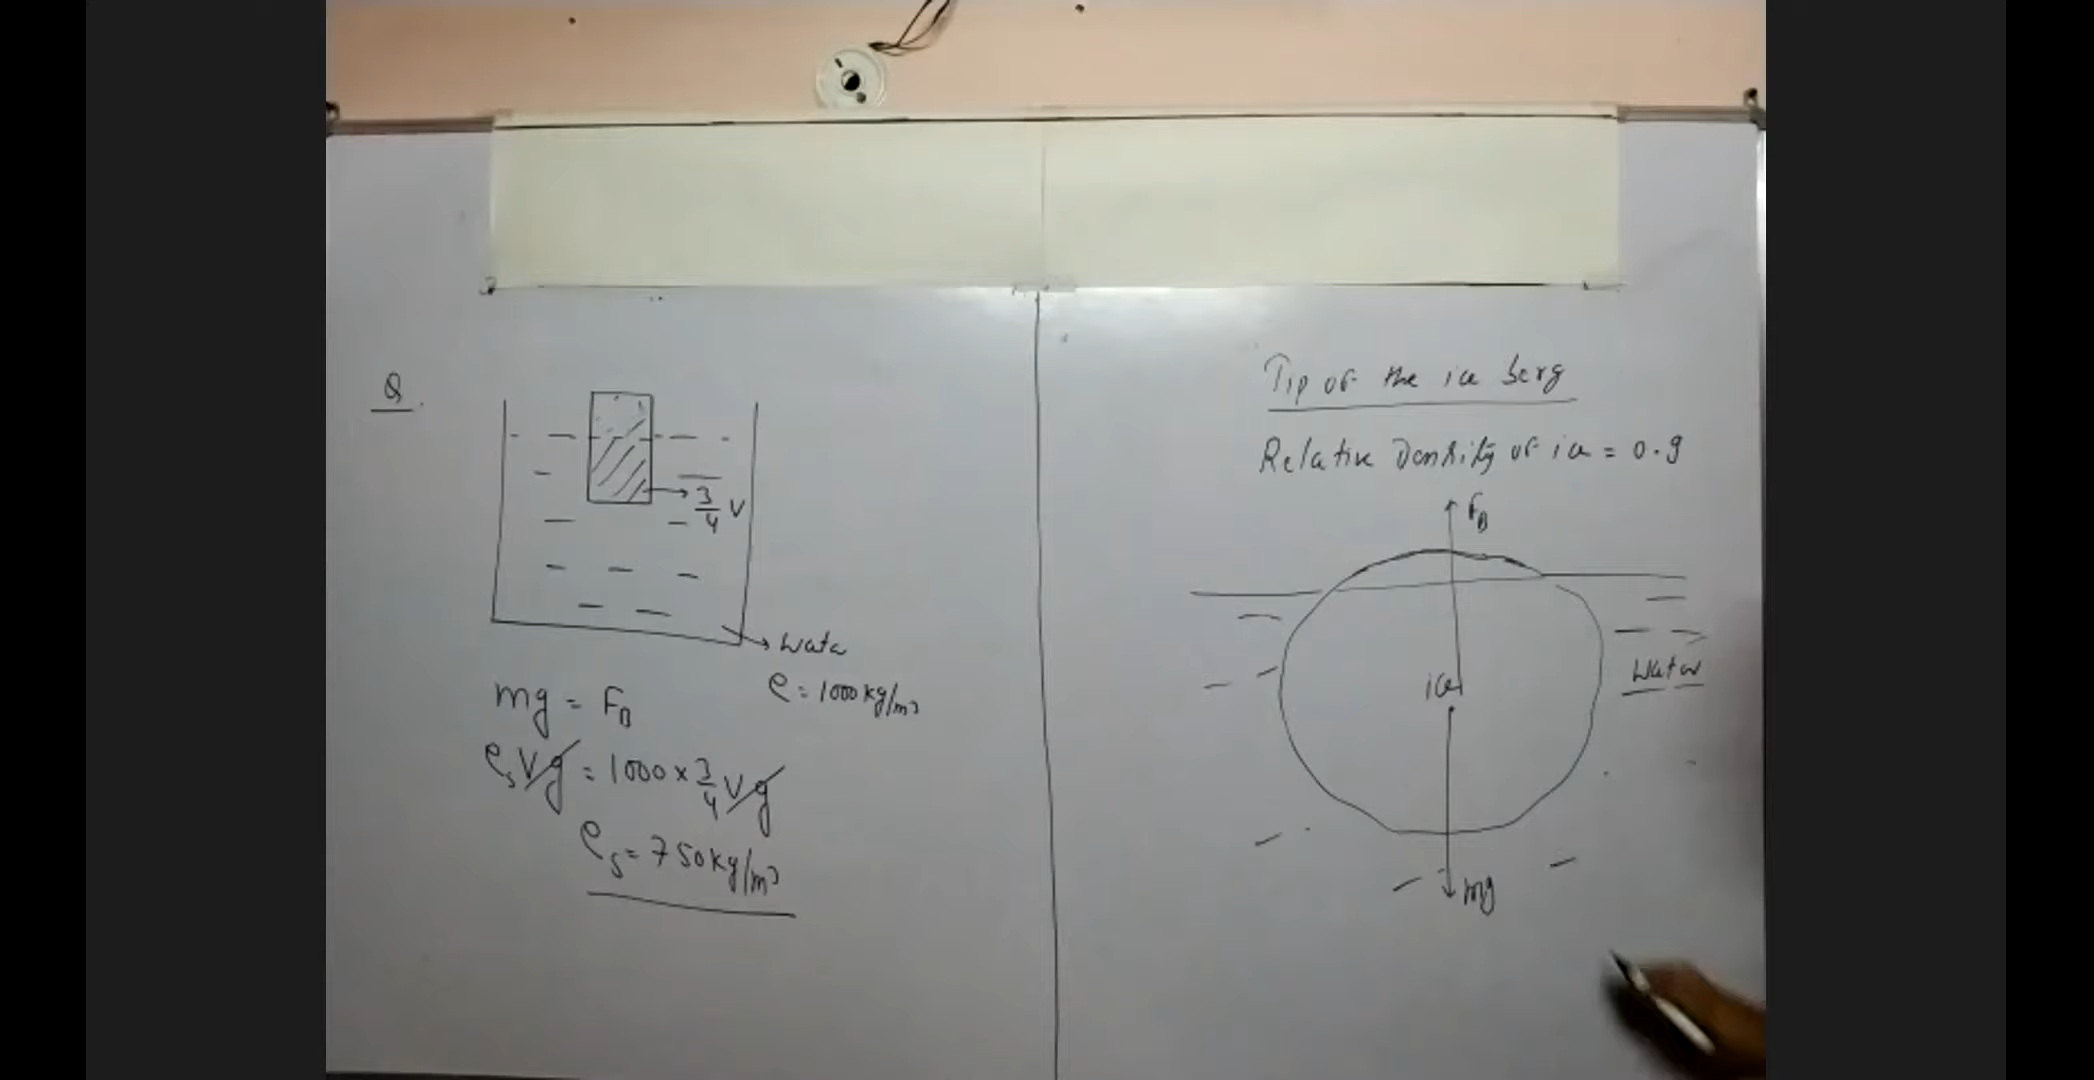 Q.
3/4 V
Wate
ρ = 1000 kg/m³
mg = F_B
ρ_s V g = 1000 × 3/4 V g
ρ_s = 750 kg/m³
Tip of the ice berg
Relative Density of ice = 0.9
F_B
ice
Water
mg